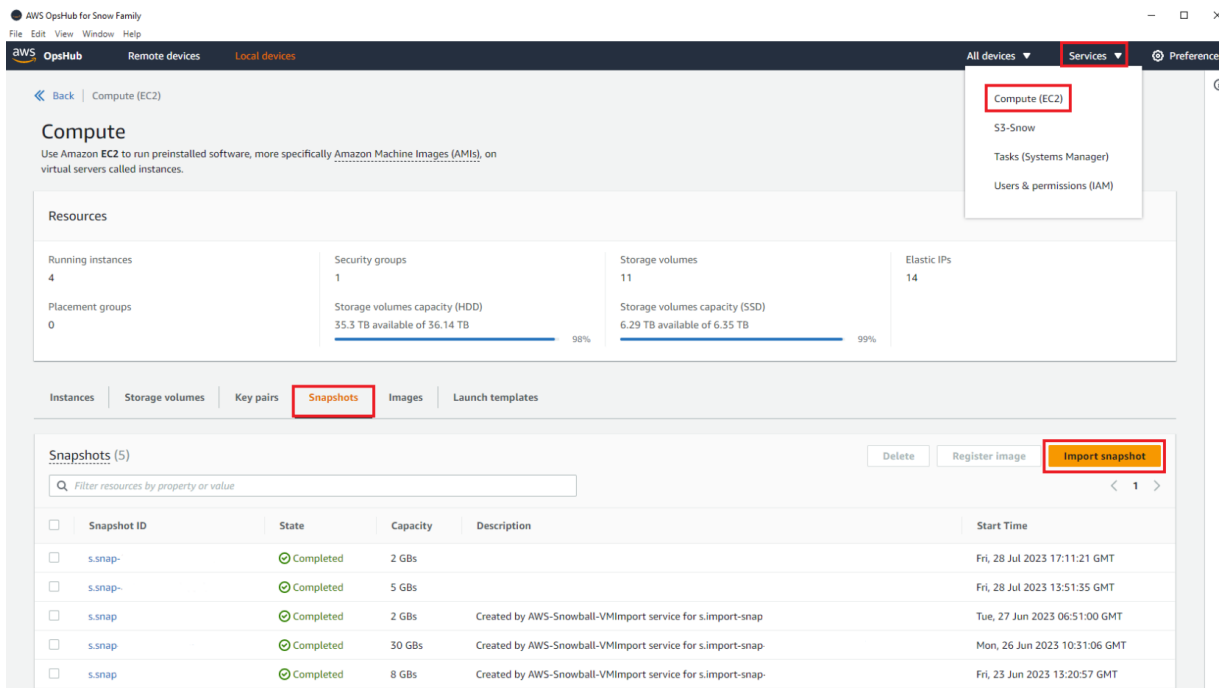 AWS OpsHub for Snow Family
File Edit View Window Help
aws OpsHub Remote devices Local devices All devices Services Preference
Back Compute (EC2)
Compute (EC2)
S3-Snow
Tasks (Systems Manager)
Users & permissions (IAM)
Compute
Use Amazon EC2 to run preinstalled software, more specifically Amazon Machine Images (AMIs), on
virtual servers called instances.
Resources
Running instances Security groups Storage volumes Elastic IPs
4 1 11 14
Placement groups Storage volumes capacity (HDD) Storage volumes capacity (SSD)
0 35.3 TB available of 36.14 TB 6.29 TB available of 6.35 TB
98% 99%
Instances Storage volumes Key pairs Snapshots Images Launch templates
Snapshots (5) Delete Register image Import snapshot
Filter resources by property or value 1
Snapshot ID State Capacity Description Start Time
s.snap- Completed 2 GBs Fri, 28 Jul 2023 17:11:21 GMT
s.snap- Completed 5 GBs Fri, 28 Jul 2023 13:51:35 GMT
s.snap Completed 2 GBs Created by AWS-Snowball-VMImport service for s.import-snap Tue, 27 Jun 2023 06:51:00 GMT
s.snap Completed 30 GBs Created by AWS-Snowball-VMImport service for s.import-snap- Mon, 26 Jun 2023 10:31:06 GMT
s.snap Completed 8 GBs Created by AWS-Snowball-VMImport service for s.import-snap- Fri, 23 Jun 2023 13:20:57 GMT